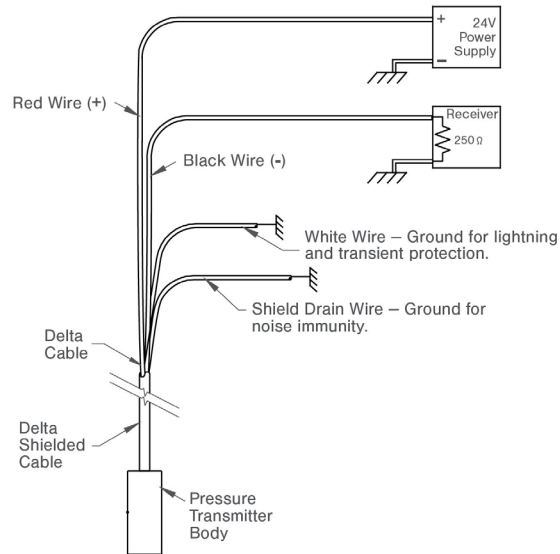 +
24V
Power
Supply
–
Red Wire (+)
Receiver
250 Ω
Black Wire (-)
White Wire – Ground for lightning
and transient protection.
Shield Drain Wire – Ground for
noise immunity.
Delta
Cable
Delta
Shielded
Cable
Pressure
Transmitter
Body